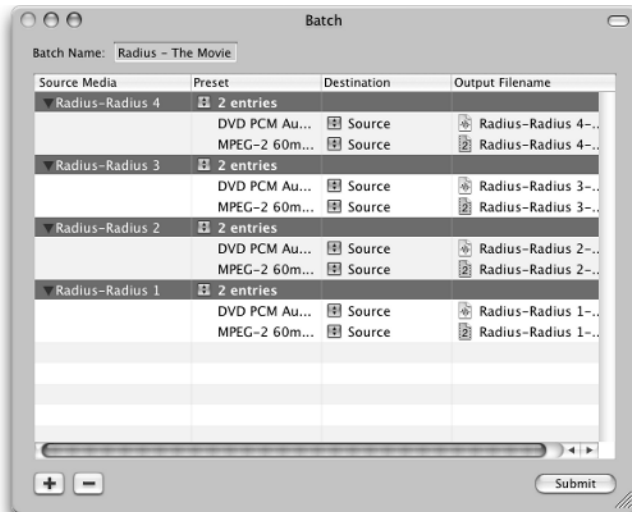 Batch
Batch Name: Radius - The Movie
Source Media Preset Destination Output Filename
Radius-Radius 4 2 entries
DVD PCM Au... Source Radius-Radius 4-..
MPEG-2 60m... Source Radius-Radius 4-..
Radius-Radius 3 2 entries
DVD PCM Au... Source Radius-Radius 3-..
MPEG-2 60m... Source Radius-Radius 3-..
Radius-Radius 2 2 entries
DVD PCM Au... Source Radius-Radius 2-..
MPEG-2 60m... Source Radius-Radius 2-..
Radius-Radius 1 2 entries
DVD PCM Au... Source Radius-Radius 1-..
MPEG-2 60m... Source Radius-Radius 1-..
Submit